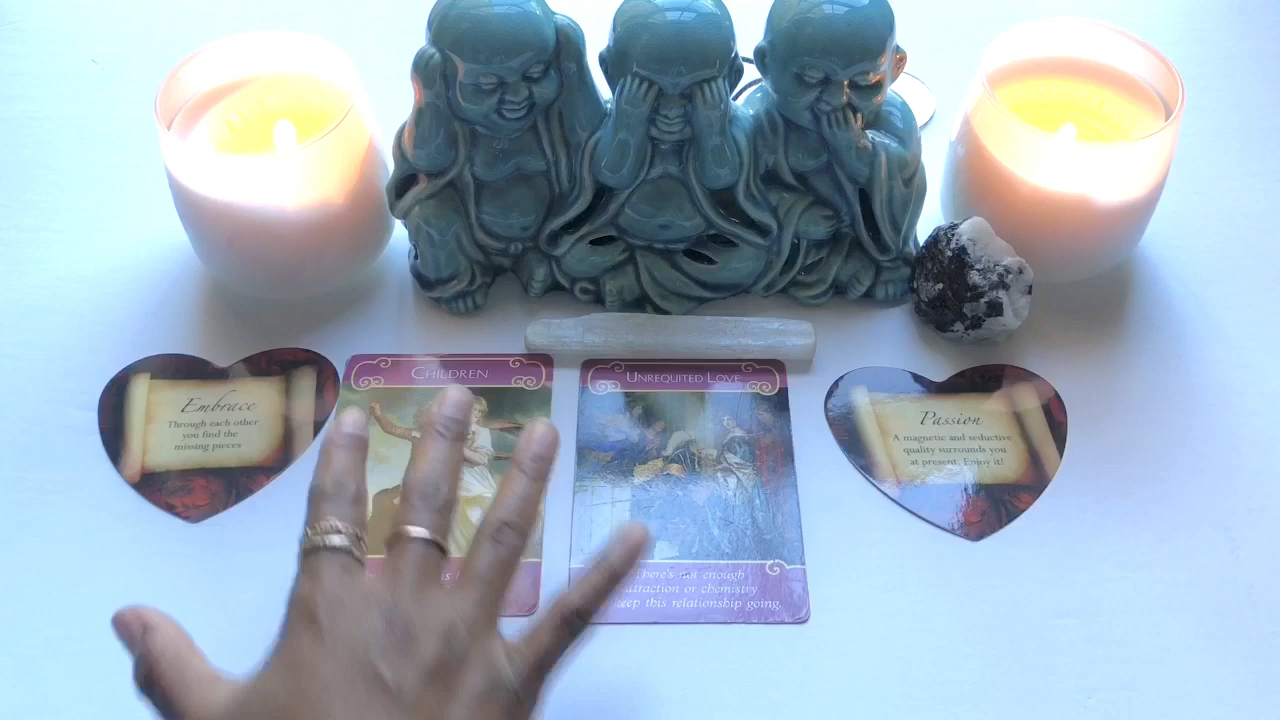 Embrace
Through each other
you find the
missing pieces
CHILDREN
is
UNREQUITED LOVE
There's not enough
attraction or chemistry
keep this relationship going.
Passion
A magnetic and seductive
quality surrounds you
at present. Enjoy it!